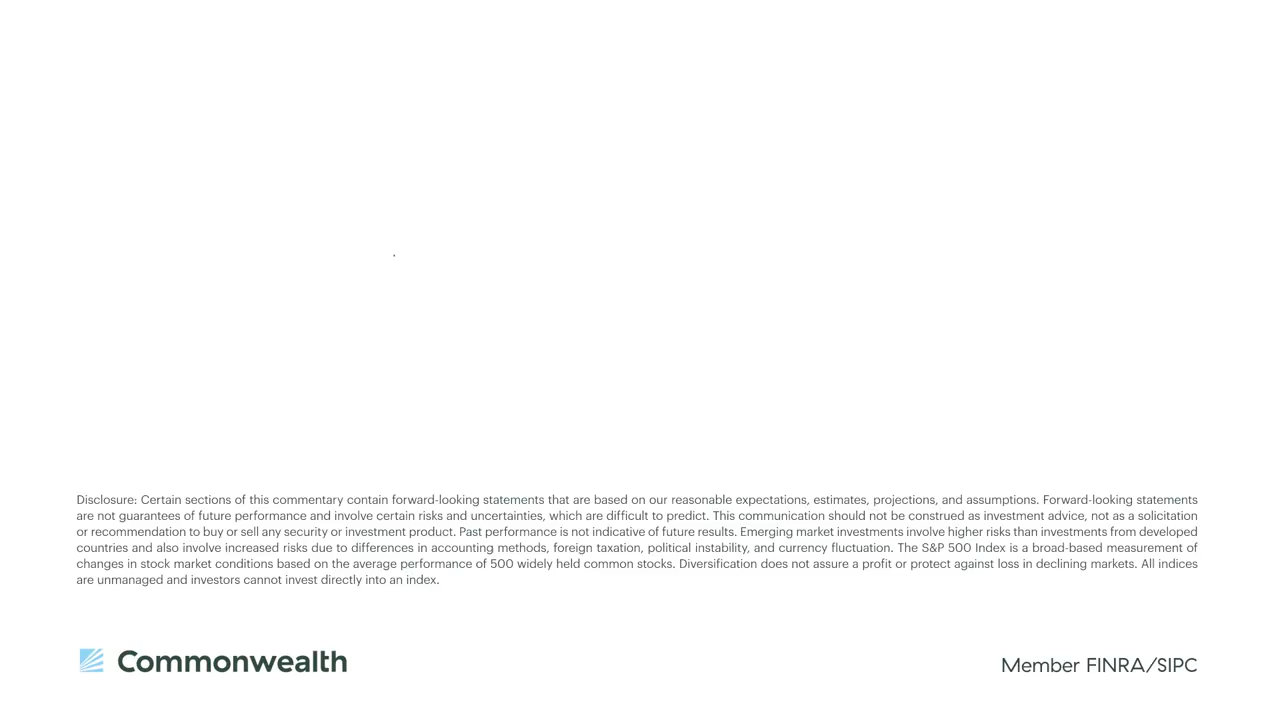 Disclosure: Certain sections of this commentary contain forward-looking statements that are based on our reasonable expectations, estimates, projections, and assumptions. Forward-looking statements
are not guarantees of future performance and involve certain risks and uncertainties, which are difficult to predict. This communication should not be construed as investment advice, not as a solicitation
or recommendation to buy or sell any security or investment product. Past performance is not indicative of future results. Emerging market investments involve higher risks than investments from developed
countries and also involve increased risks due to differences in accounting methods, foreign taxation, political instability, and currency fluctuation. The S&P 500 Index is a broad-based measurement of
changes in stock market conditions based on the average performance of 500 widely held common stocks. Diversification does not assure a profit or protect against loss in declining markets. All indices
are unmanaged and investors cannot invest directly into an index.
Commonwealth
Member FINRA/SIPC